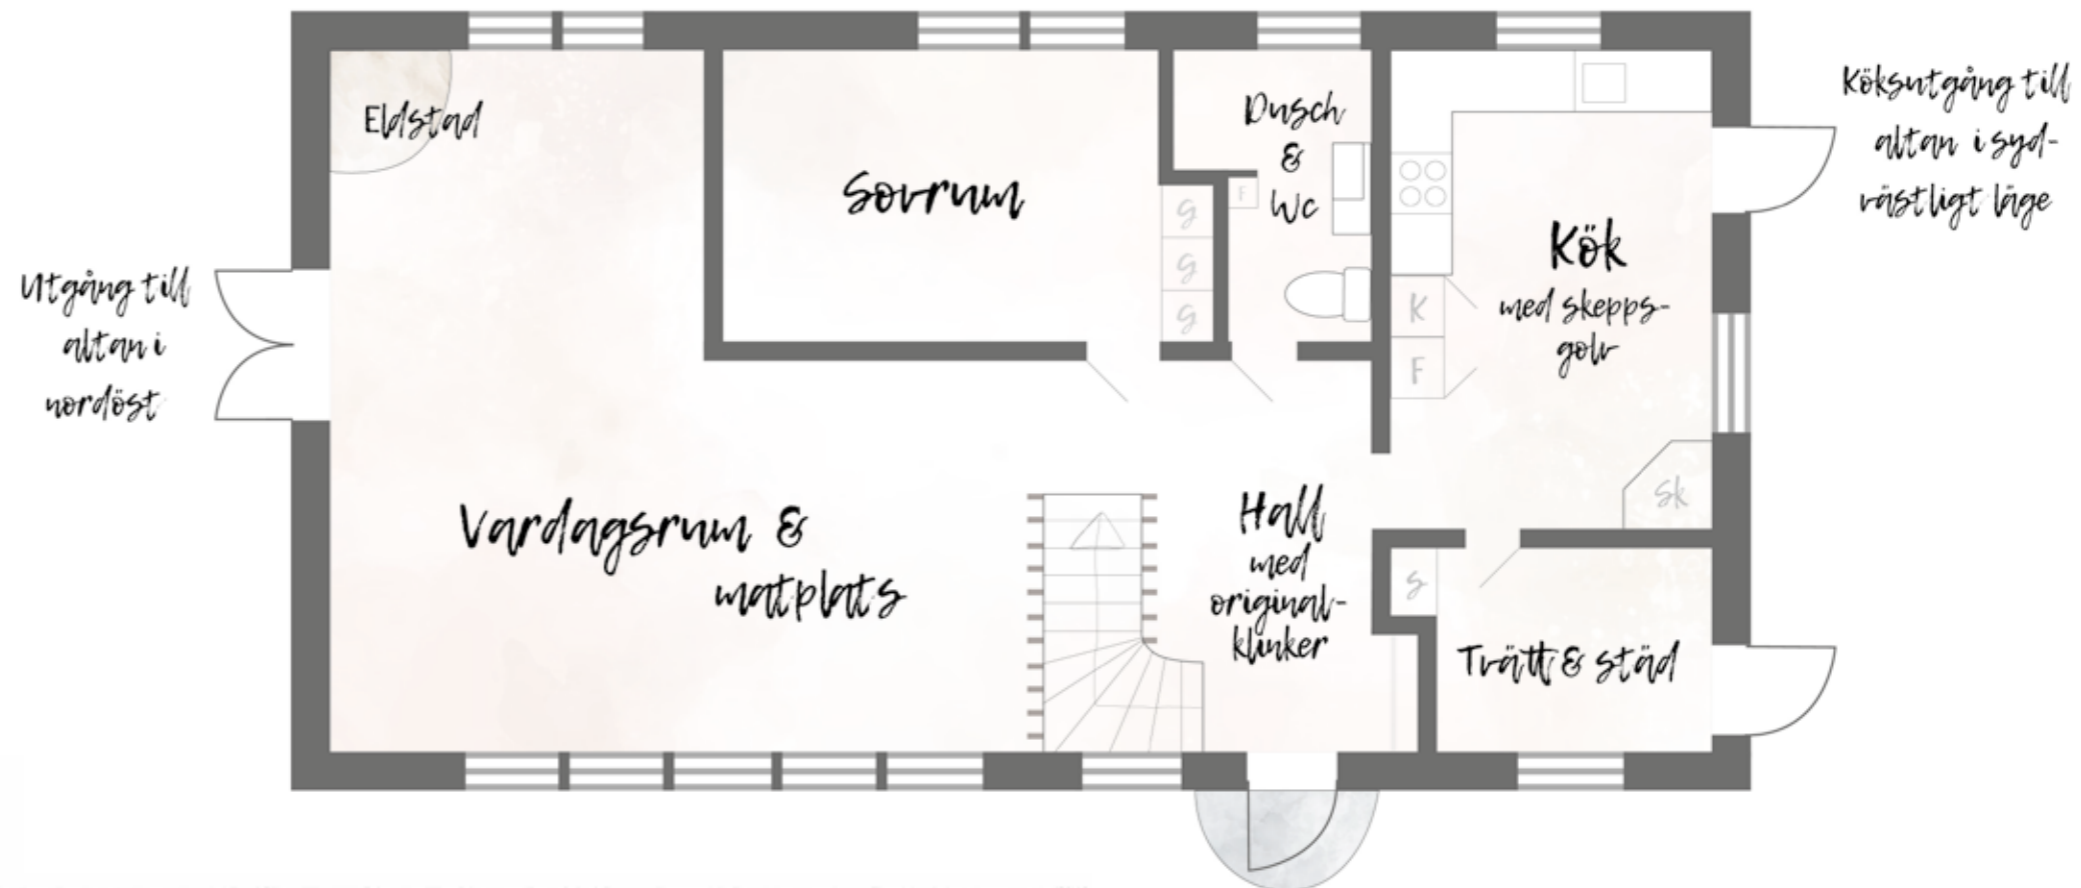 Eldstad
Sovrum
Dusch
&
Wc
F
G
G
G
Kök
med skepps-
golv
K
F
Sk
Köksutgång till
altan i syd-
västligt läge
Utgång till
altan i
nordöst
Vardagsrum &
matplats
Hall
med
original-
klinker
S
Tvätt & städ